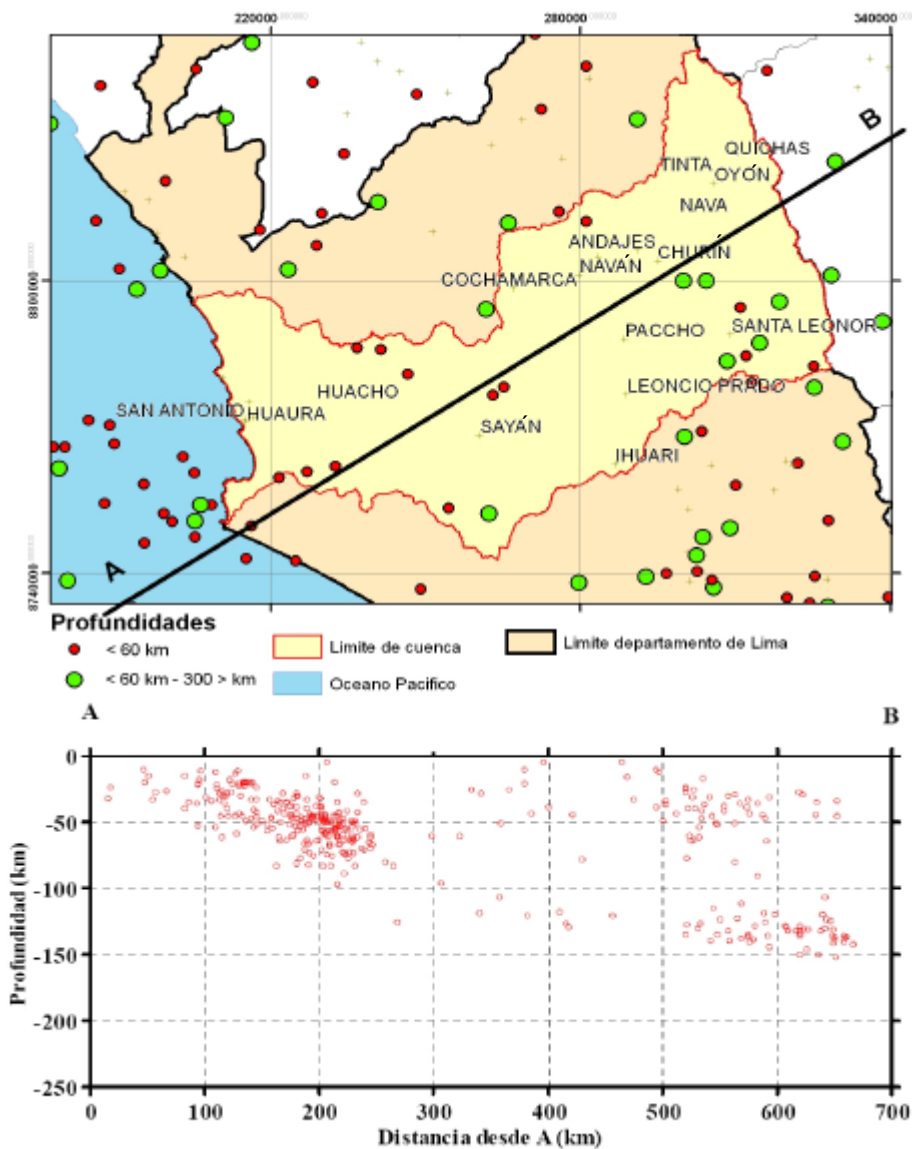 220000 280000 340000
B
QUICHAS
TINTA
OYÓN
NAVA
ANDAJES
CHURÍN
NAVÁN
COCHAMARCA
8800000
PACCHO SANTA LEONOR
LEONCIO PRADO
HUACHO
SAN ANTONIO HUAURA
SAYÁN
IHUARI
A
8740000
Profundidades
< 60 km
< 60 km - 300 > km
Limite de cuenca
Oceano Pacifico
Limite departamento de Lima
A B
Profundidad (km)
0
-50
-100
-150
-200
-250
0 100 200 300 400 500 600 700
Distancia desde A (km)